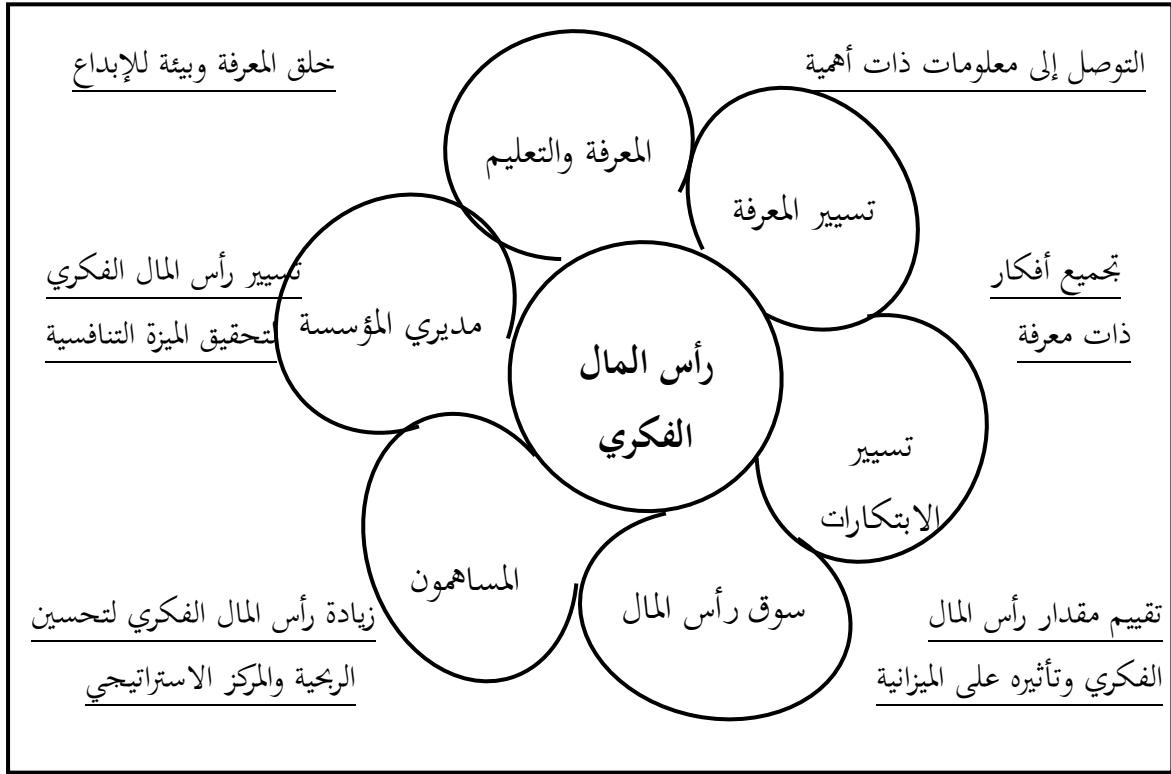 التوصل إلى معلومات ذات أهمية
خلق المعرفة وبيئة للإبداع
المعرفة والتعليم
تسيير المعرفة
تجميع أفكار
ذات معرفة
تسيير رأس المال الفكري
لتحقيق الميزة التنافسية
مديري المؤسسة
رأس المال
الفكري
تسيير
الابتكارات
المساهمون
سوق رأس المال
تقييم مقدار رأس المال
الفكري وتأثيره على الميزانية
زيادة رأس المال الفكري لتحسين
الربحية والمركز الاستراتيجي